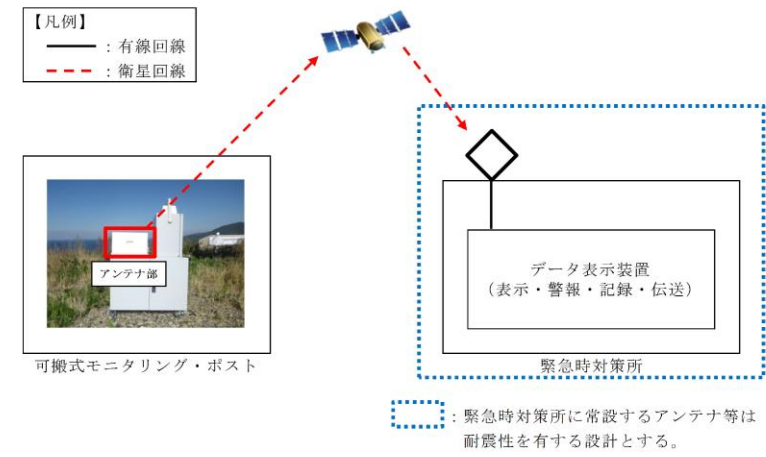 【凡例】
：有線回線
：衛星回線
アンテナ部
データ表示装置
（表示・警報・記録・伝送）
可搬式モニタリング・ポスト
緊急時対策所
：緊急時対策所に常設するアンテナ等は
耐震性を有する設計とする。